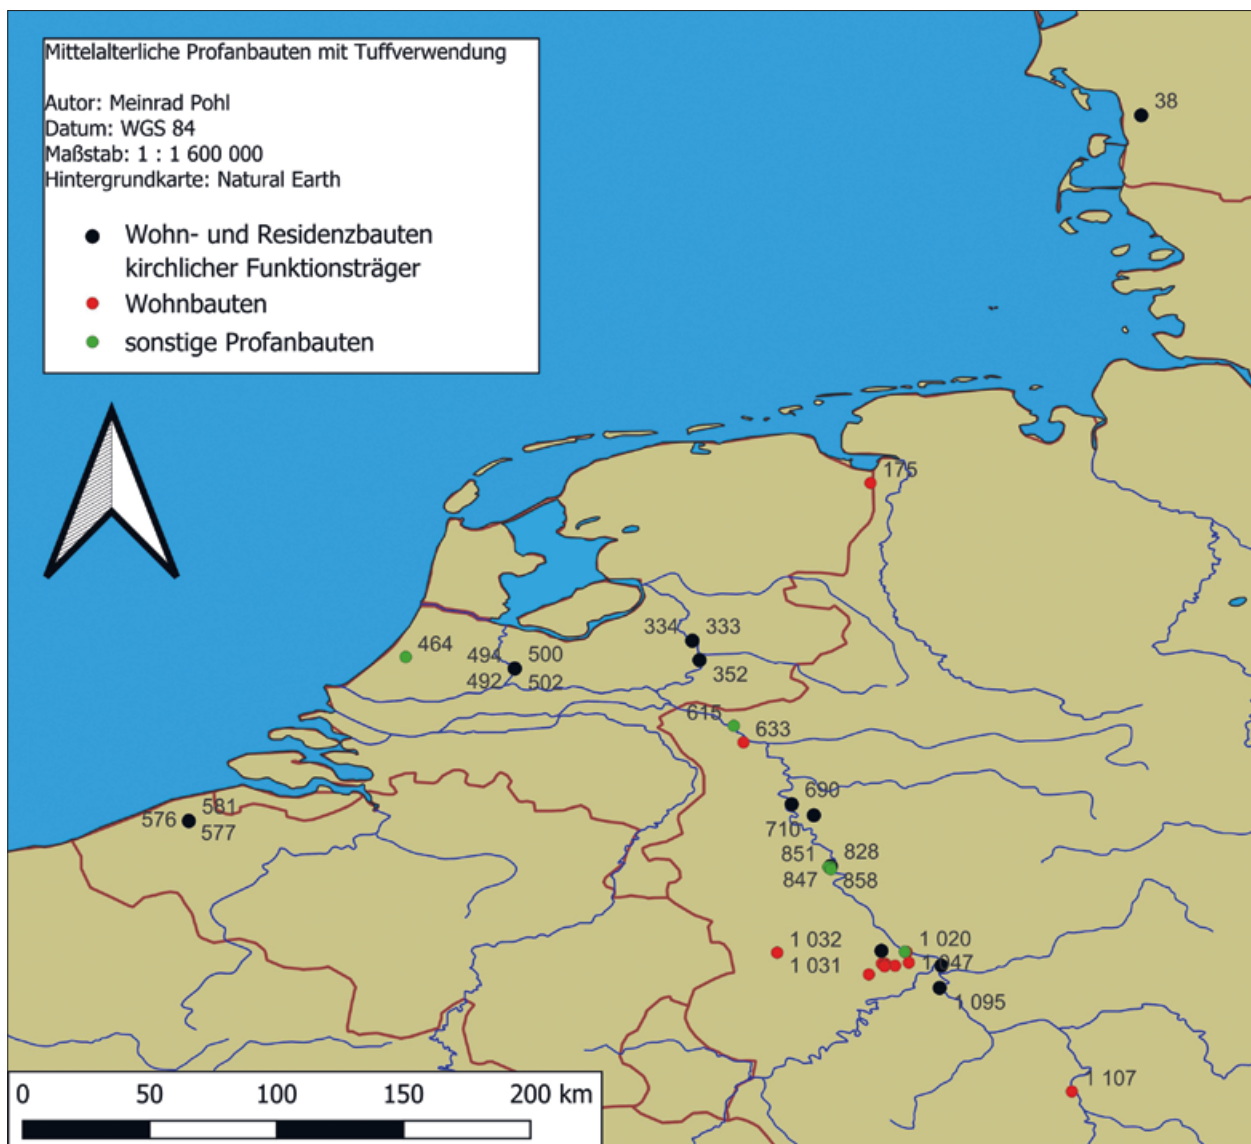 Mittelalterliche Profanbauten mit Tuffverwendung
Autor: Meinrad Pohl
Datum: WGS 84
Maßstab: 1 : 1 600 000
Hintergrundkarte: Natural Earth
Wohn- und Residenzbauten
kirchlicher Funktionsträger
Wohnbauten
sonstige Profanbauten
38
175
464
334 333
494 500
492 502
352
615
633
576 581
577
690
710
851 828
847 858
1 032 1 020
1 031 1 047
1 095
1 107
0 50 100 150 200 km